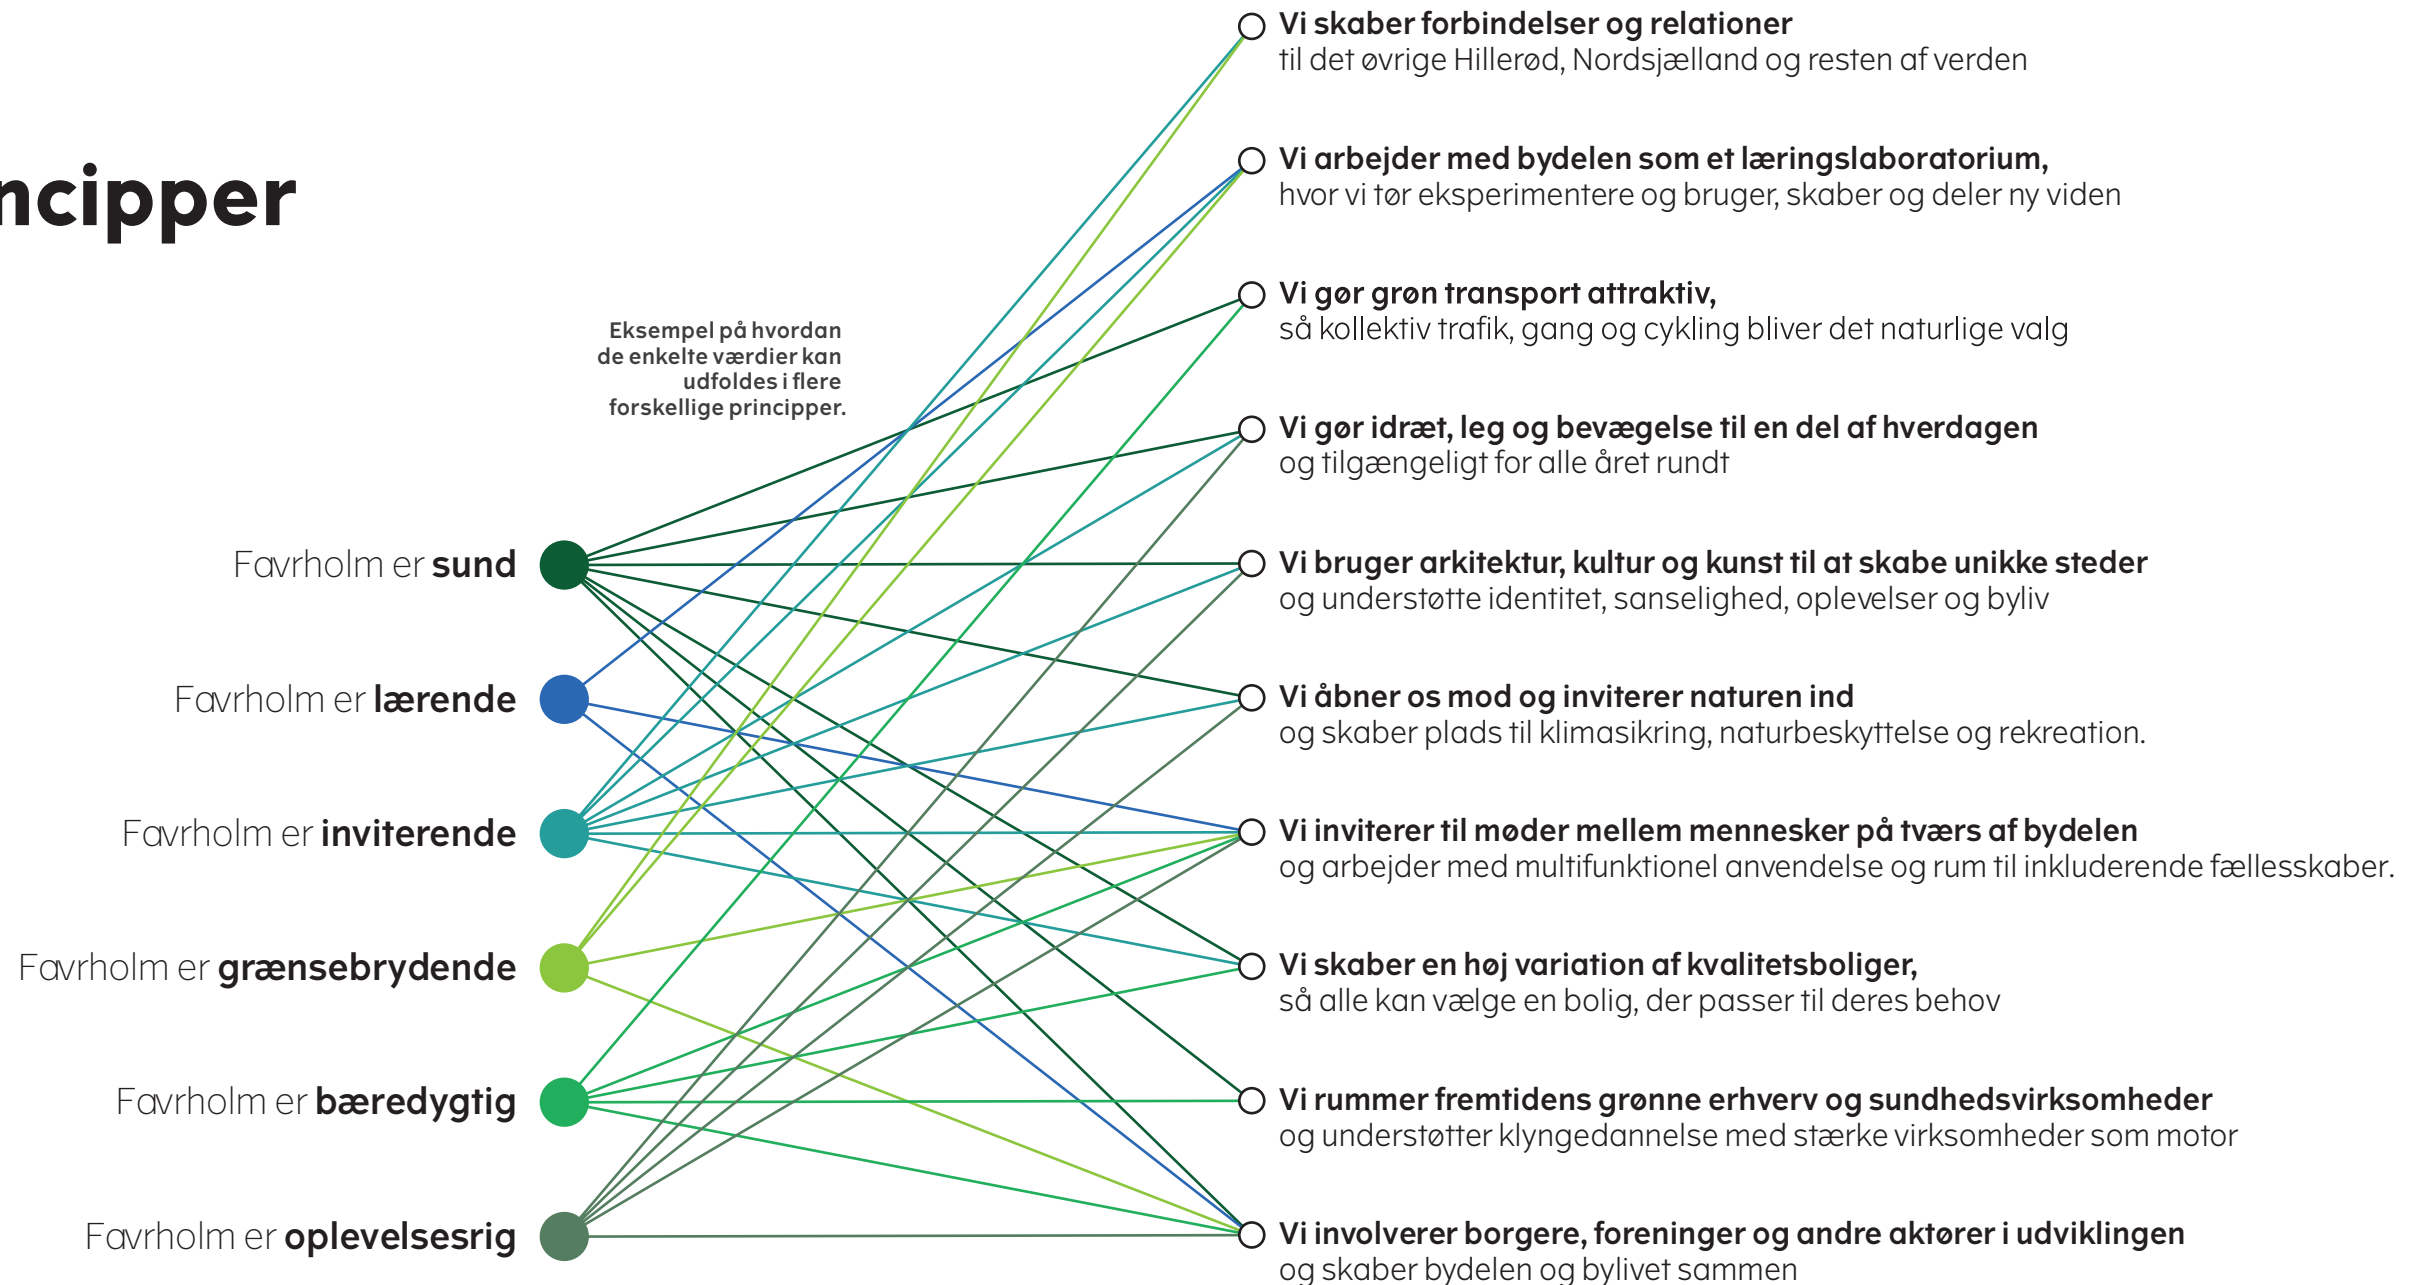 ncipper
Eksempel på hvordan
de enkelte værdier kan
udfoldes i flere
forskellige principper.
Favrholm er sund
Favrholm er lærende
Favrholm er inviterende
Favrholm er grænsebrydende
Favrholm er bæredygtig
Favrholm er oplevelsesrig
Vi skaber forbindelser og relationer
til det øvrige Hillerød, Nordsjælland og resten af verden
Vi arbejder med bydelen som et læringslaboratorium,
hvor vi tør eksperimentere og bruger, skaber og deler ny viden
Vi gør grøn transport attraktiv,
så kollektiv trafik, gang og cykling bliver det naturlige valg
Vi gør idræt, leg og bevægelse til en del af hverdagen
og tilgængeligt for alle året rundt
Vi bruger arkitektur, kultur og kunst til at skabe unikke steder
og understøtte identitet, sanselighed, oplevelser og byliv
Vi åbner os mod og inviterer naturen ind
og skaber plads til klimasikring, naturbeskyttelse og rekreation.
Vi inviterer til møder mellem mennesker på tværs af bydelen
og arbejder med multifunktionel anvendelse og rum til inkluderende fællesskaber.
Vi skaber en høj variation af kvalitetsboliger,
så alle kan vælge en bolig, der passer til deres behov
Vi rummer fremtidens grønne erhverv og sundhedsvirksomheder
og understøtter klyngedannelse med stærke virksomheder som motor
Vi involverer borgere, foreninger og andre aktører i udviklingen
og skaber bydelen og bylivet sammen